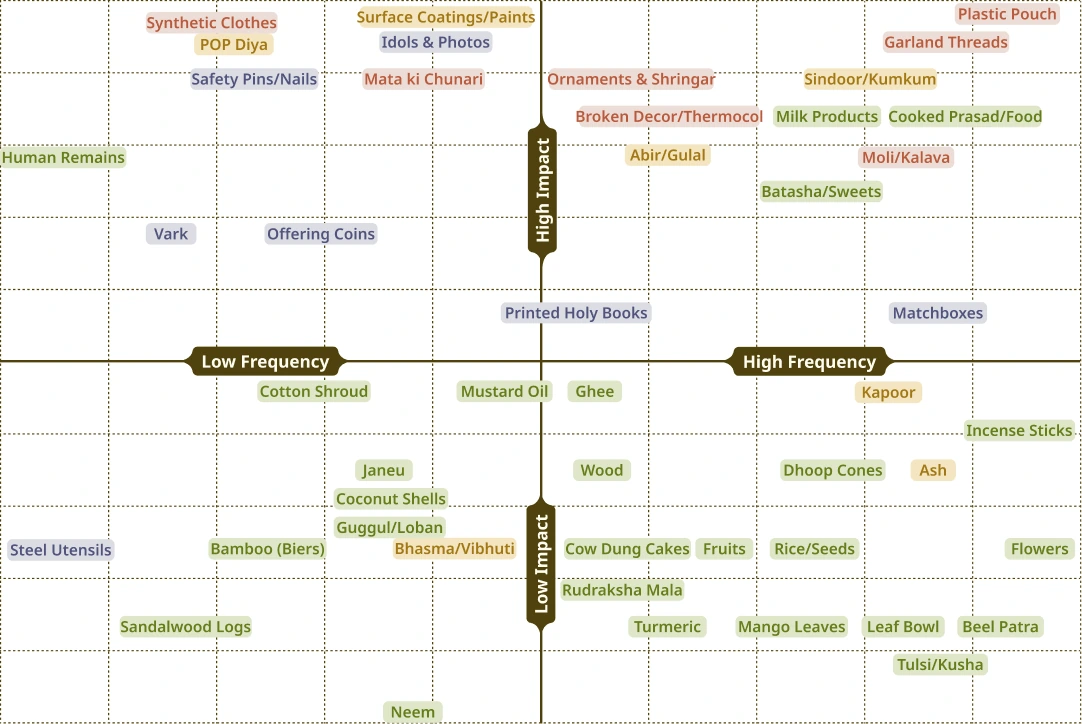 Plastic Pouch
Surface Coatings/Paints
Synthetic Clothes
POP Diya
Idols & Photos
Garland Threads
Safety Pins/Nails
Mata ki Chunari
Ornaments & Shringar
Sindoor/Kumkum
Broken Decor/Thermocol
Milk Products
Cooked Prasad/Food
Human Remains
High Impact
Abir/Gulal
Moli/Kalava
Batasha/Sweets
Vark
Offering Coins
Printed Holy Books
Matchboxes
Low Frequency
High Frequency
Cotton Shroud
Mustard Oil
Ghee
Kapoor
Incense Sticks
Janeu
Wood
Dhoop Cones
Ash
Coconut Shells
Guggul/Loban
Low Impact
Steel Utensils
Bamboo (Biers)
Bhasma/Vibhuti
Cow Dung Cakes
Fruits
Rice/Seeds
Flowers
Rudraksha Mala
Sandalwood Logs
Turmeric
Mango Leaves
Leaf Bowl
Beel Patra
Tulsi/Kusha
Neem